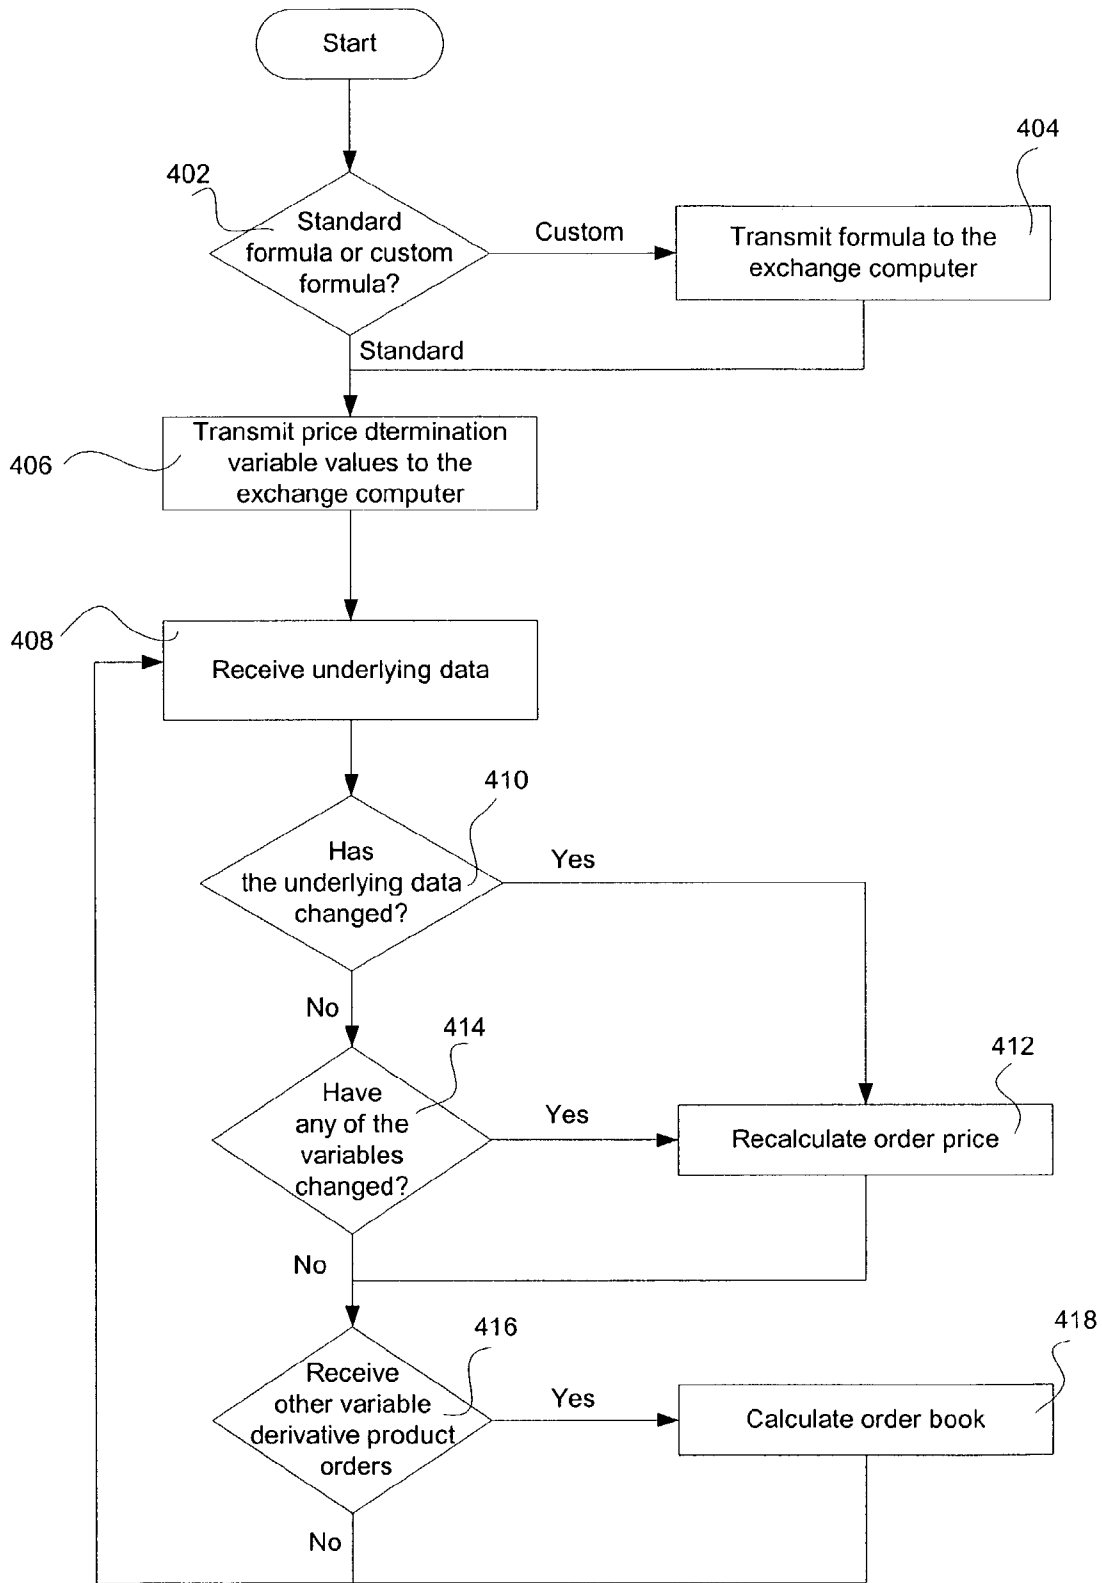 Start
402
Standard
formula or custom
formula?
Custom
404
Transmit formula to the
exchange computer
Standard
406
Transmit price dtermination
variable values to the
exchange computer
408
Receive underlying data
410
Has
the underlying data
changed?
Yes
No
414
Have
any of the
variables
changed?
Yes
412
Recalculate order price
No
416
Receive
other variable
derivative product
orders
Yes
418
Calculate order book
No